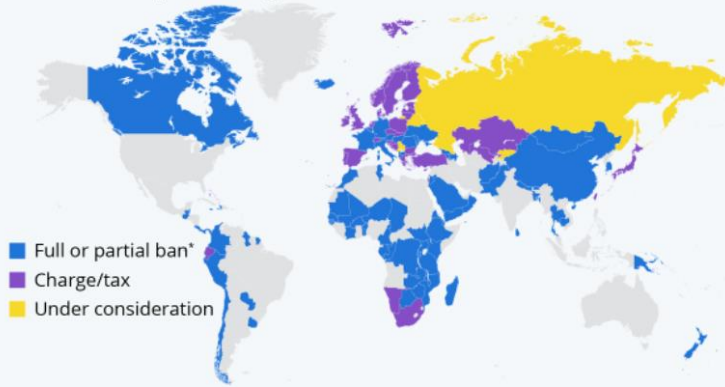 Full or partial ban*
Charge/tax
Under consideration